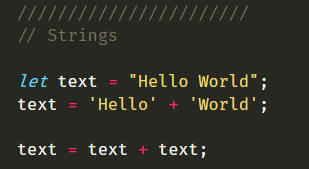 ///////////////////////
// Strings
let text = "Hello World";
text = 'Hello' + 'World';
text = text + text;